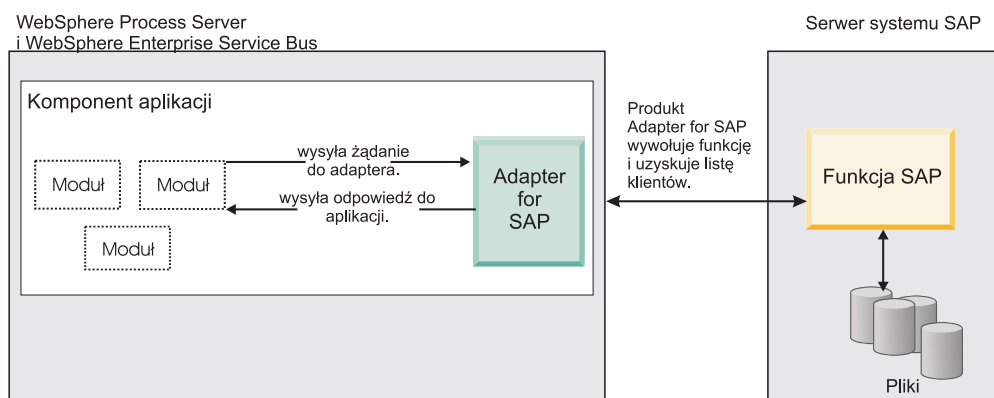 WebSphere Process Server
i WebSphere Enterprise Service Bus
Serwer systemu SAP
Komponent aplikacji
Moduł
Moduł
Moduł
wysyła żądanie
do adaptera.
wysyła odpowiedź do
aplikacji.
Adapter
for
SAP
Produkt
Adapter for SAP
wywołuje funkcję
i uzyskuje listę
klientów.
Funkcja SAP
Pliki